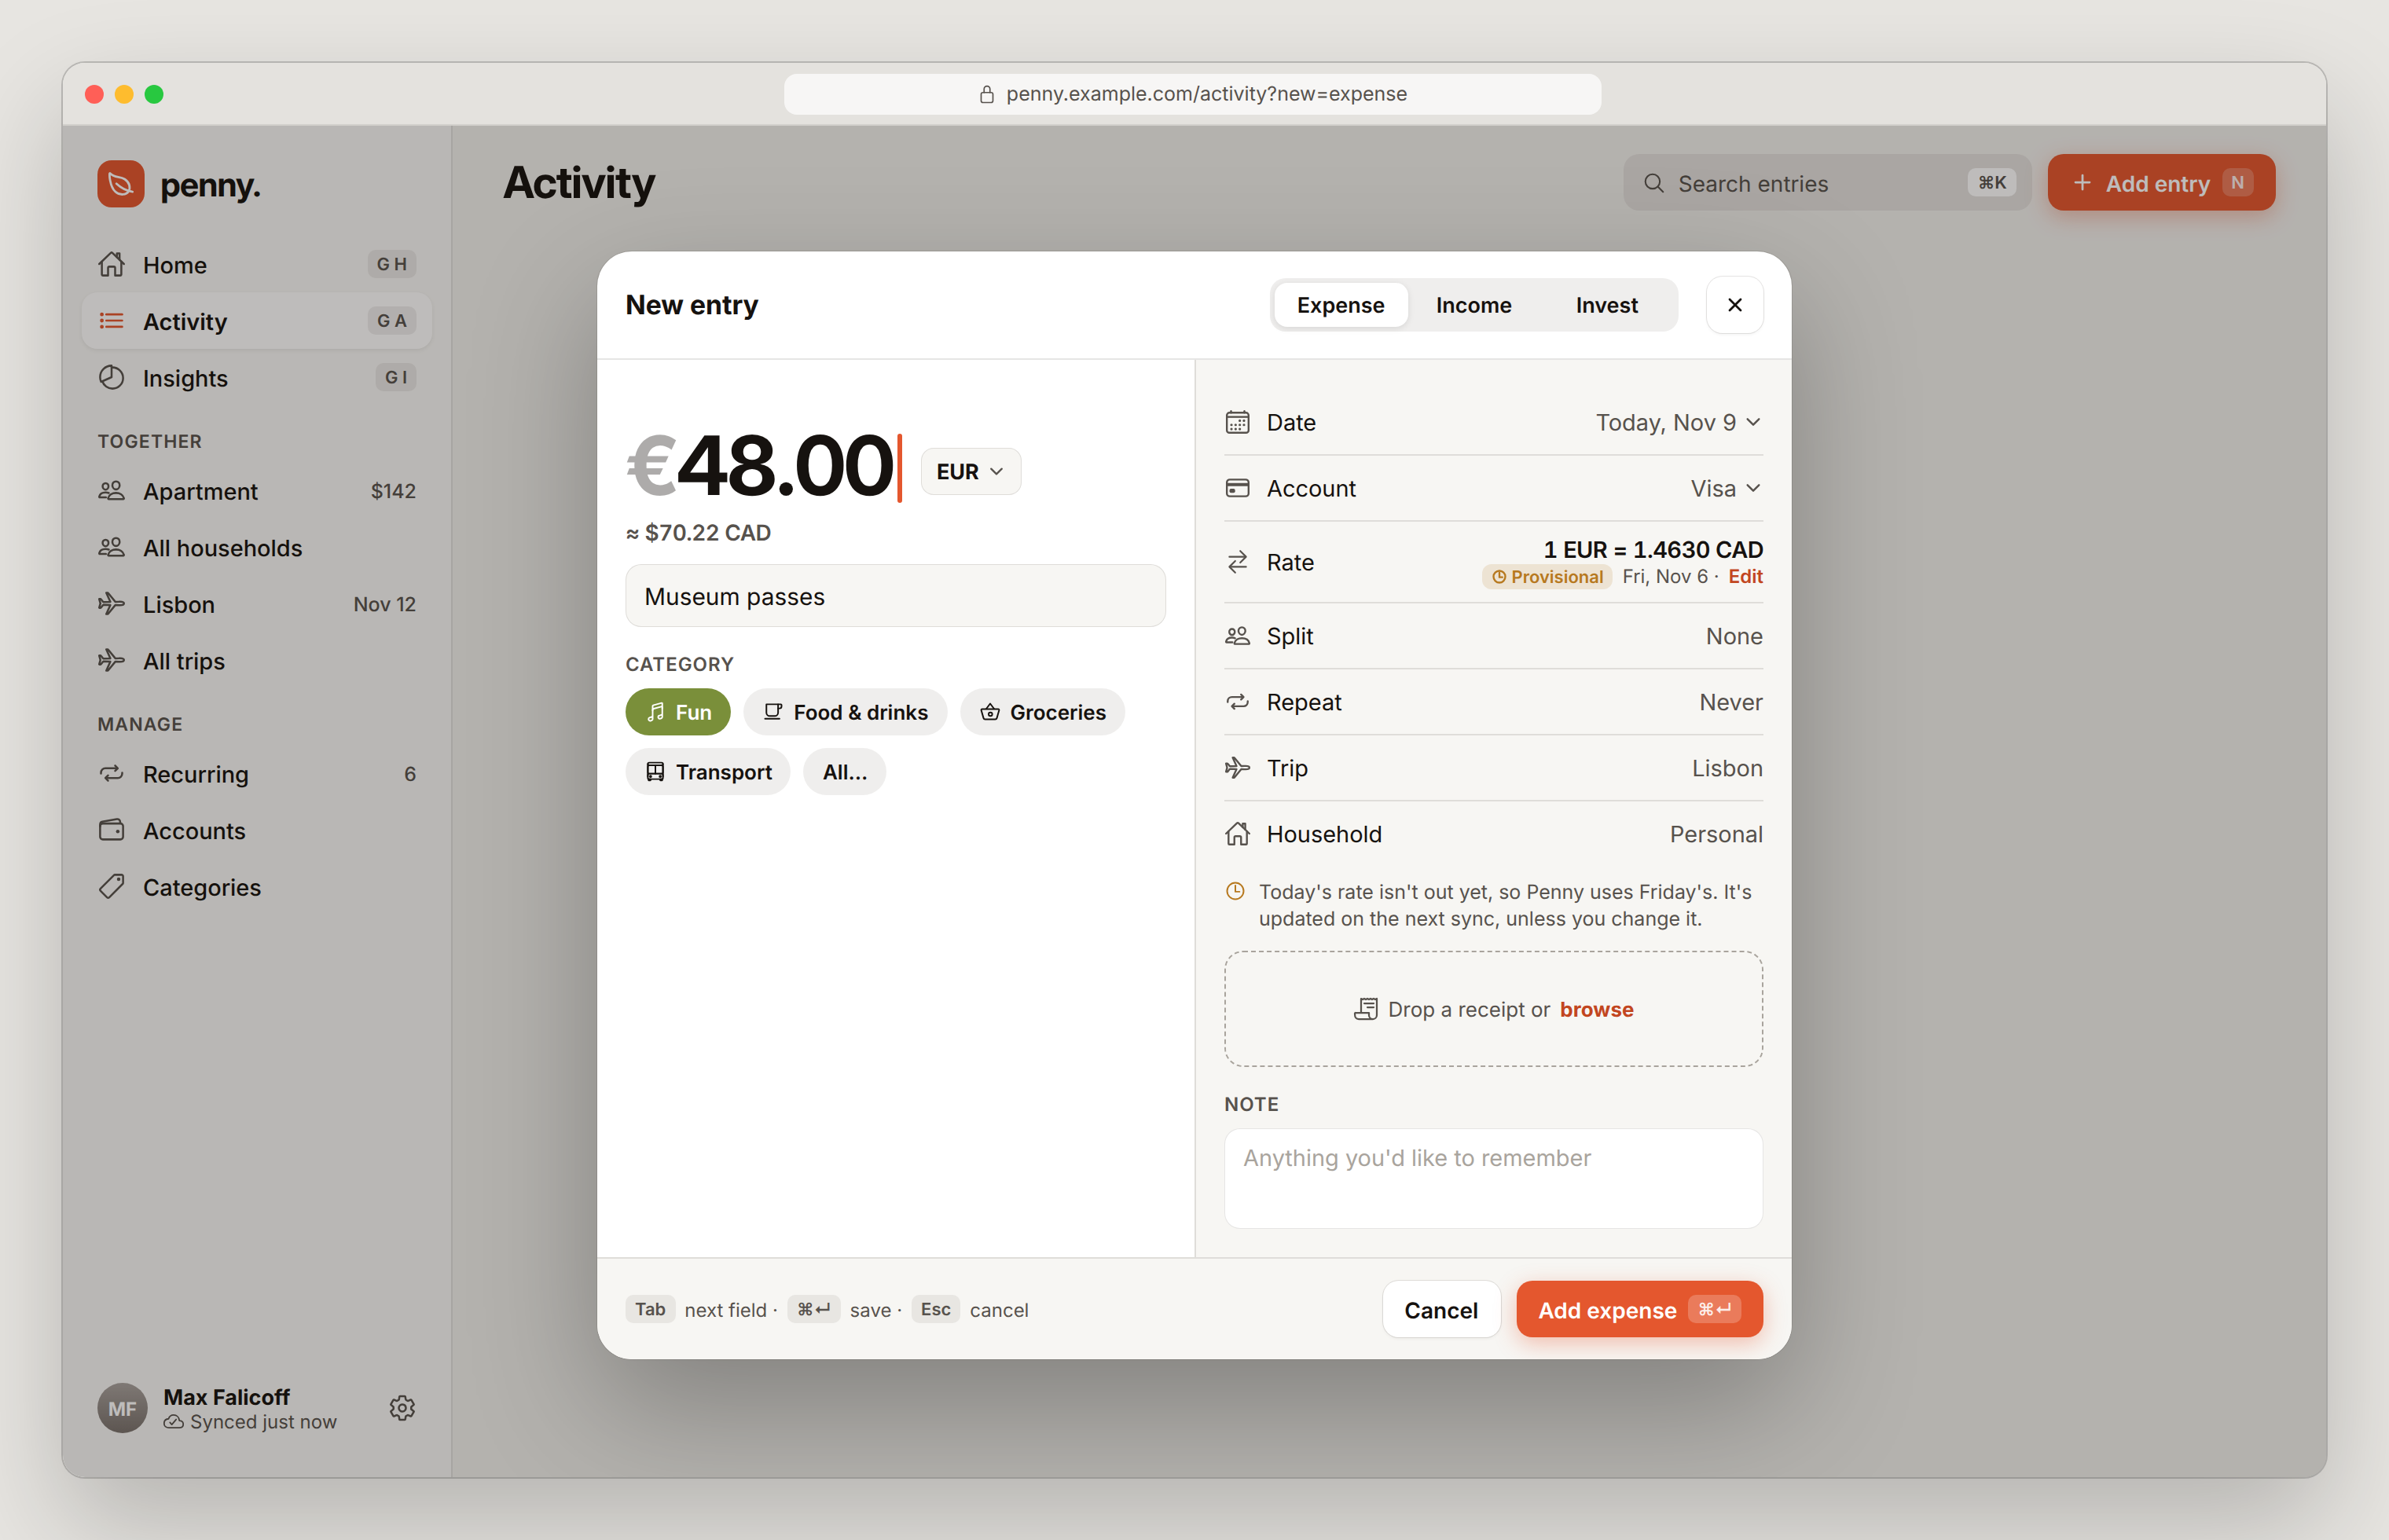 penny.example.com/activity?new=expense
penny.
Home G H
Activity G A
Insights G I
TOGETHER
Apartment $142
All households
Lisbon Nov 12
All trips
MANAGE
Recurring 6
Accounts
Categories
MF
Max Falicoff
Synced just now
Activity
Search entries ⌘K
Add entry N
New entry
Expense Income Invest
€48.00 EUR
≈ $70.22 CAD
Museum passes
CATEGORY
Fun Food & drinks Groceries
Transport All...
Date Today, Nov 9
Account Visa
Rate 1 EUR = 1.4630 CAD
Provisional Fri, Nov 6 · Edit
Split None
Repeat Never
Trip Lisbon
Household Personal
Today's rate isn't out yet, so Penny uses Friday's. It's
updated on the next sync, unless you change it.
Drop a receipt or browse
NOTE
Anything you'd like to remember
Tab next field · ⌘↵ save · Esc cancel
Cancel
Add expense ⌘↵